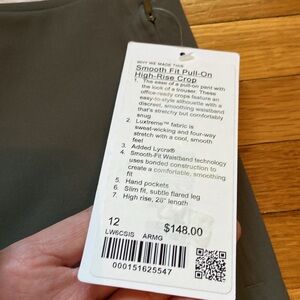 WHY WE MADE THIS
Smooth Fit Pull-On
High-Rise Crop
1. The ease of a pull-on pant with
the look of a trouser. These
office-ready crops feature an
easy-to-style silhouette with a
discreet, smoothing waistband
that's stretchy but comfortably
snug
2. Luxtreme™ fabric is
sweat-wicking and four-way
stretch with a cool, smooth
feel
3. Added Lycra®
4. Smooth-Fit Waistband technology
uses bonded construction to
create a comfortable, smoothing
fit
5. Hand pockets
6. Slim fit, subtle flared leg
7. High rise, 28" length
12 $148.00
LW6CSIS ARMG
000151625547